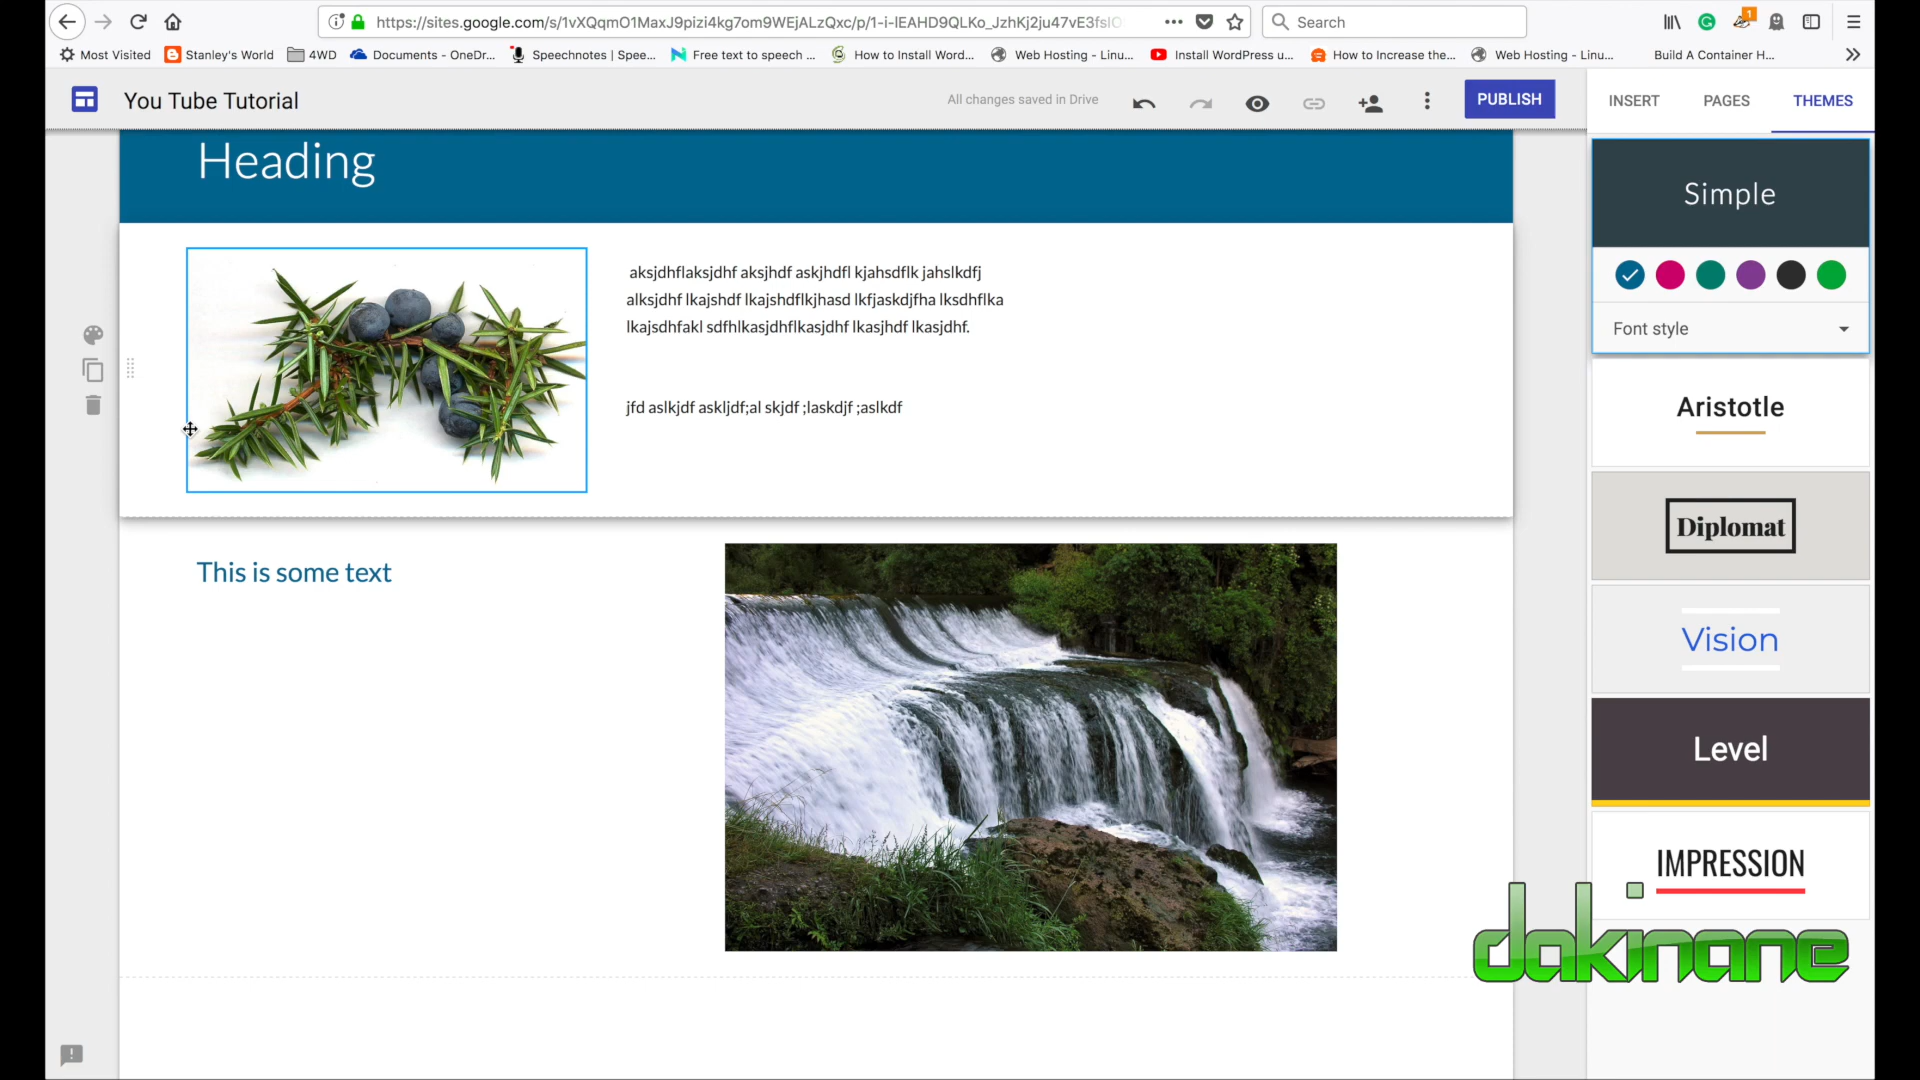 https://sites.google.com/s/1vXQqmO1MaxJ9pizi4kg7om9WEjALzQxc/p/1-i-lEAHD9QLKo_JzhKj2ju47vE3fslO
Search
1
Most Visited
Stanley's World
4WD
Documents - OneDr...
Speechnotes | Spee...
Free text to speech ...
How to Install Word...
Web Hosting - Linu...
Install WordPress u...
How to Increase the...
Web Hosting - Linu...
Build A Container H...
You Tube Tutorial
All changes saved in Drive
PUBLISH
INSERT
PAGES
THEMES
Heading
aksjdhflaksjdhf aksjhdf askjhdfl kjahsdflk jahslkdfj
alksjdhf lkajshdf lkajshdflkjhasd lkfjaskdjfha lksdhflka
lkajsdhfakl sdfhlkasjdhflkasjdhf lkasjhdf lkasjdhf.
jfd aslkjdf askljdf;al skjdf ;laskdjf ;aslkdf
This is some text
Simple
Font style
Aristotle
Diplomat
Vision
Level
IMPRESSION
dakinane